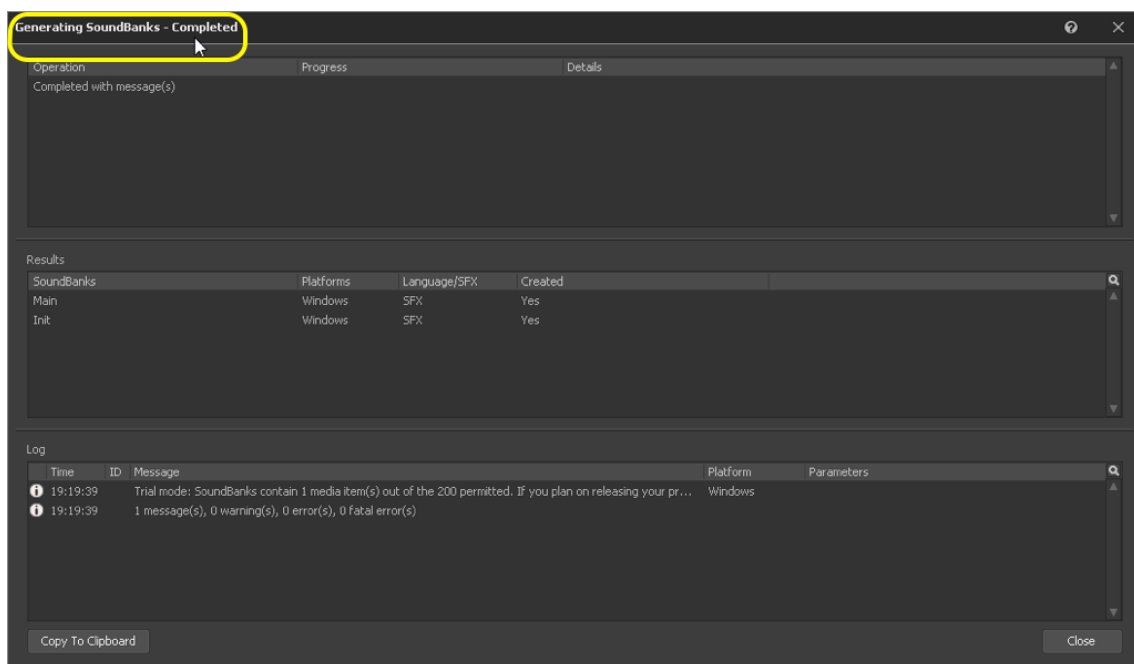 Generating SoundBanks - Completed
Operation Progress Details
Completed with message(s)
Results
SoundBanks Platforms Language/SFX Created
Main Windows SFX Yes
Init Windows SFX Yes
Log
Time ID Message Platform Parameters
19:19:39 Trial mode: SoundBanks contain 1 media item(s) out of the 200 permitted. If you plan on releasing your pr... Windows
19:19:39 1 message(s), 0 warning(s), 0 error(s), 0 fatal error(s)
Copy To Clipboard Close